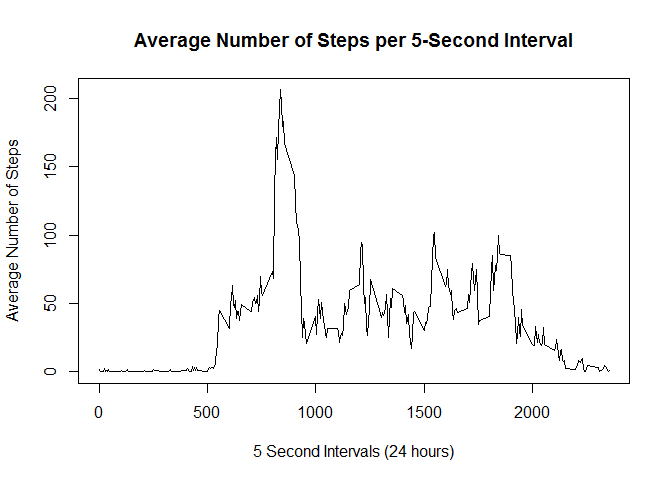 Average Number of Steps per 5-Second Interval
Average Number of Steps
200
150
100
50
0
0 500 1000 1500 2000
5 Second Intervals (24 hours)